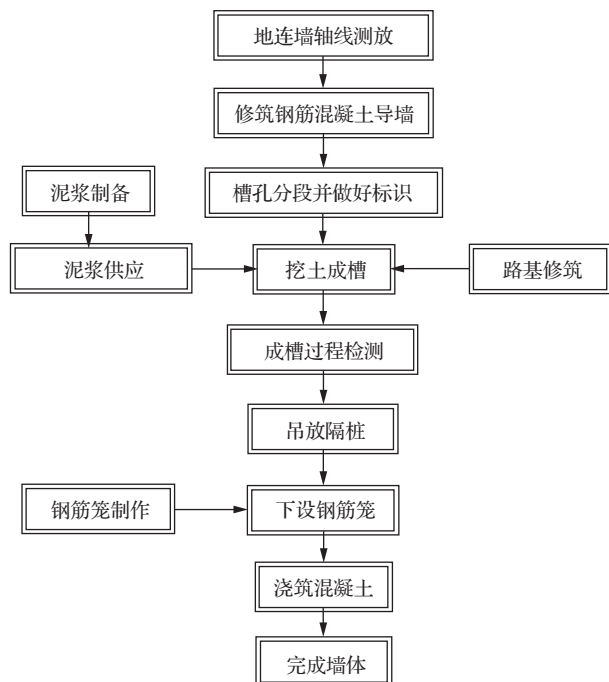 地连墙轴线测放
修筑钢筋混凝土导墙
泥浆制备
槽孔分段并做好标识
泥浆供应
挖土成槽
路基修筑
成槽过程检测
吊放隔桩
钢筋笼制作
下设钢筋笼
浇筑混凝土
完成墙体